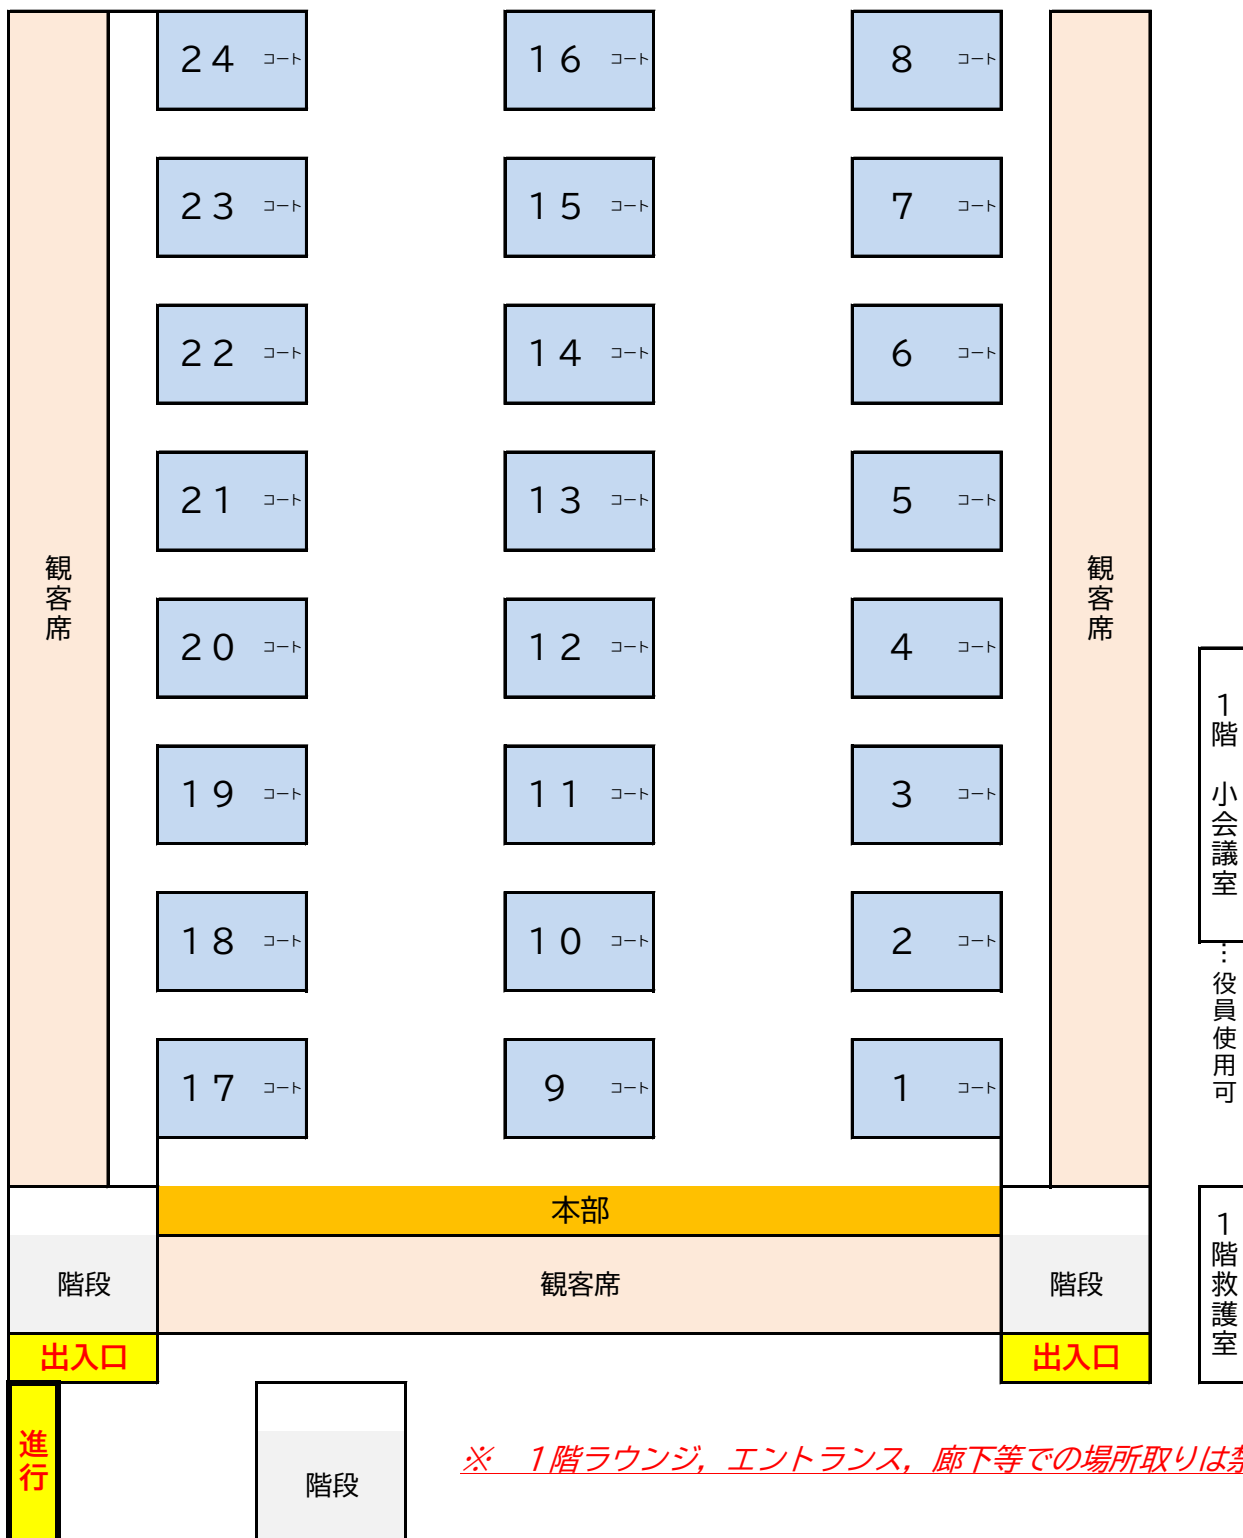 24 コート
16 コート
8 コート
23 コート
15 コート
7 コート
22 コート
14 コート
6 コート
21 コート
13 コート
5 コート
観客席
観客席
20 コート
12 コート
4 コート
19 コート
11 コート
3 コート
18 コート
10 コート
2 コート
17 コート
9 コート
1 コート
1階 小会議室
…役員使用可
本部
階段
観客席
階段
1階救護室
出入口
出入口
進行
階段
※ 1階ラウンジ，エントランス，廊下等での場所取りは